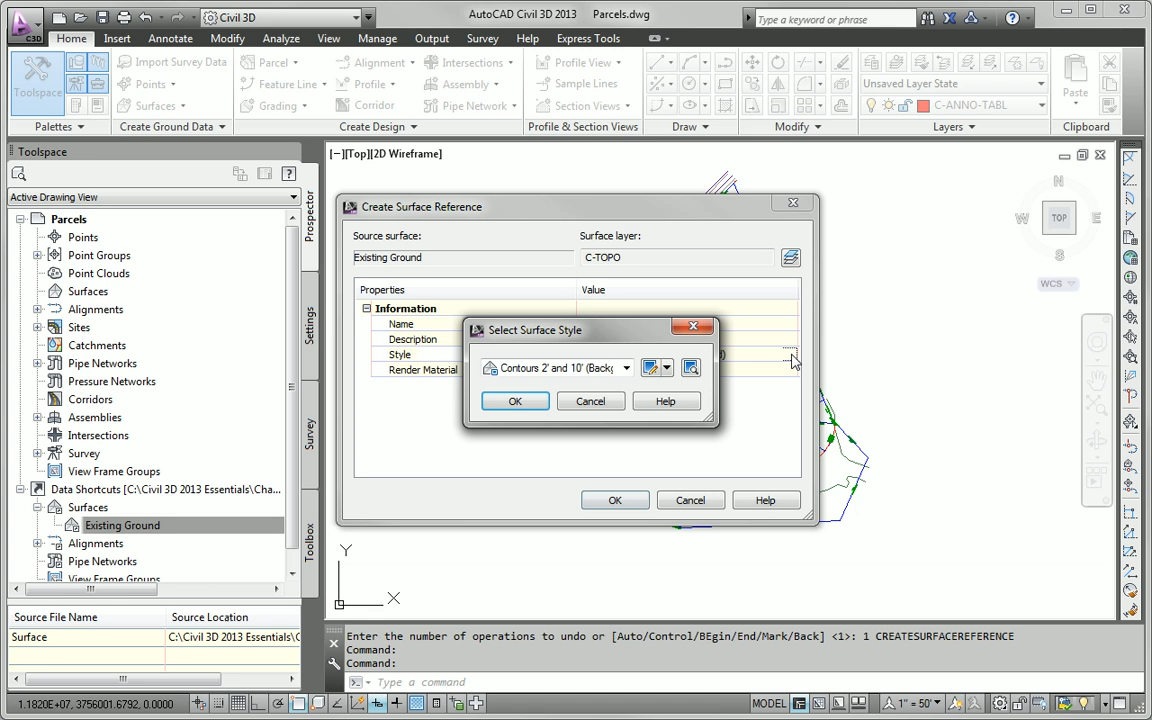 Civil 3D
AutoCAD Civil 3D 2013 Parcels.dwg
Type a keyword or phrase
C3D
Home Insert Annotate Modify Analyze View Manage Output Survey Help Express Tools
Toolspace
Import Survey Data
Points
Surfaces
Parcel
Feature Line
Grading
Alignment
Profile
Corridor
Intersections
Assembly
Pipe Network
Profile View
Sample Lines
Section Views
Unsaved Layer State
C-ANNO-TABL
Paste
Palettes
Create Ground Data
Create Design
Profile & Section Views
Draw
Modify
Layers
Clipboard
Toolspace
Active Drawing View
Parcels
Points
Point Groups
Point Clouds
Surfaces
Alignments
Sites
Catchments
Pipe Networks
Pressure Networks
Corridors
Assemblies
Intersections
Survey
View Frame Groups
Data Shortcuts [C:\Civil 3D 2013 Essentials\Cha...
Surfaces
Existing Ground
Alignments
Pipe Networks
View Frame Groups
Prospector
Settings
Survey
Toolbox
Source File Name Source Location
Surface C:\Civil 3D 2013 Essentials\C
[−][Top][2D Wireframe]
N
W TOP E
S
WCS
Create Surface Reference
Source surface: Surface layer:
Existing Ground C-TOPO
Properties Value
Information
Name
Description
Style
Render Material
Select Surface Style
Contours 2' and 10' (Backg
OK Cancel Help
OK Cancel Help
Y
X
Enter the number of operations to undo or [Auto/Control/BEgin/End/Mark/Back] <1>: 1 CREATESURFACEREFERENCE
Command:
Command:
Type a command
1.1820E+07, 3756001.6792, 0.0000
MODEL
1" = 50'